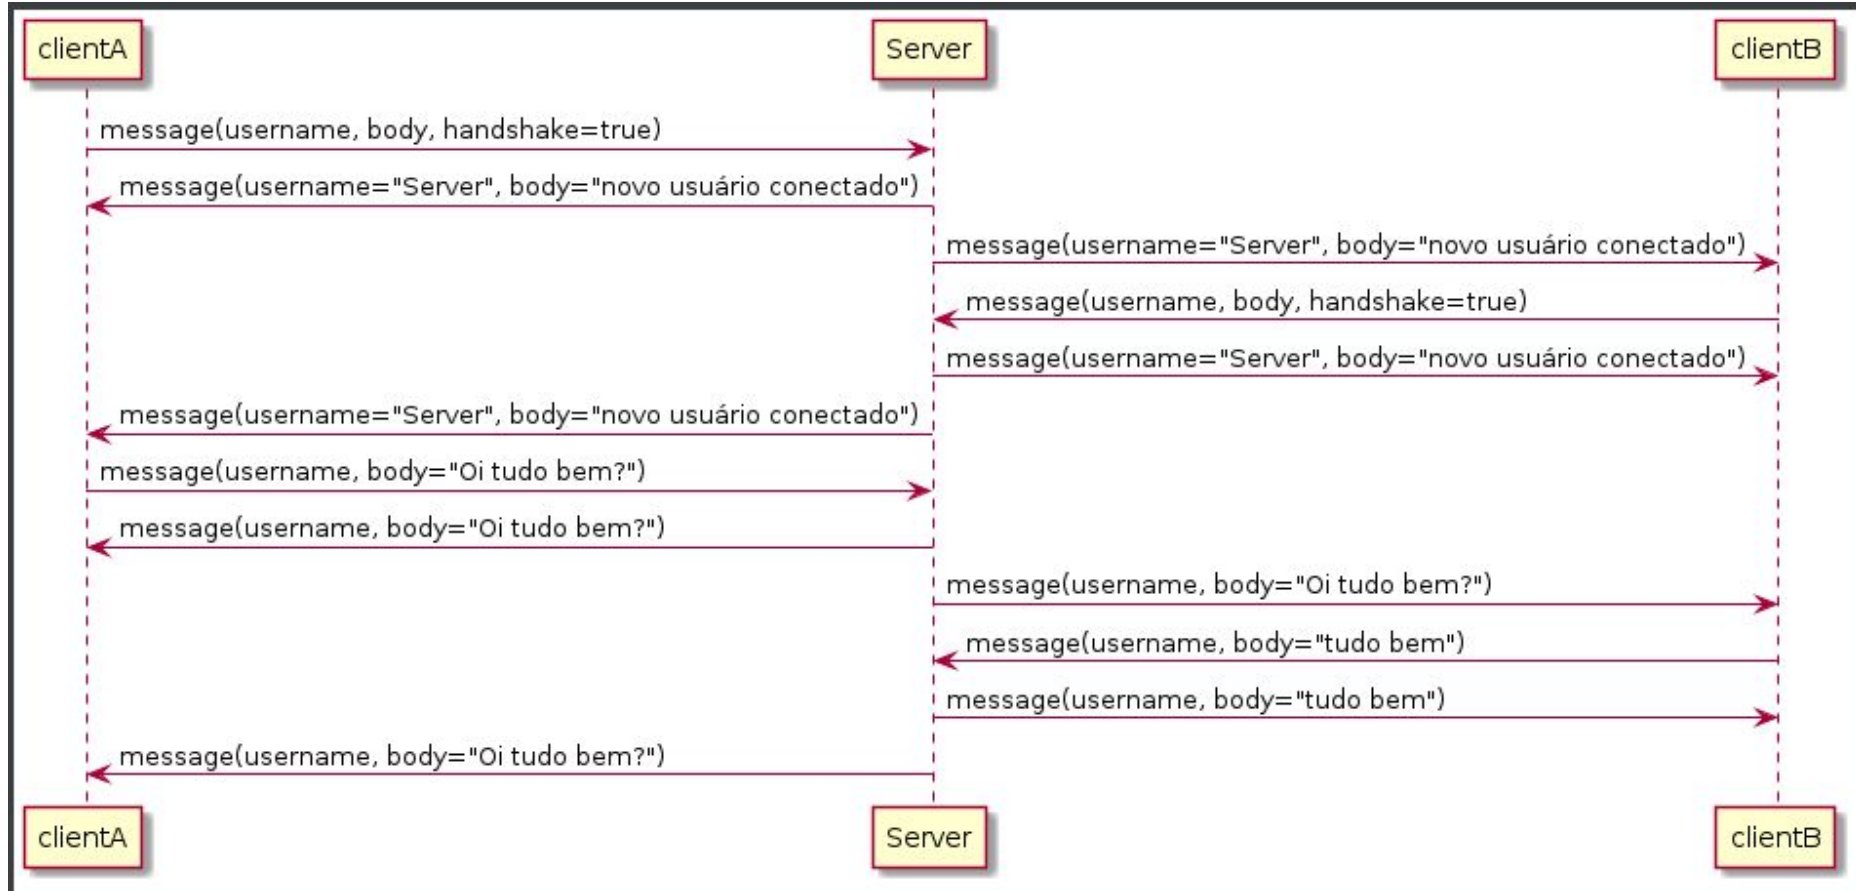 clientA
Server
clientB
message(username, body, handshake=true)
message(username="Server", body="novo usuário conectado")
message(username="Server", body="novo usuário conectado")
message(username, body, handshake=true)
message(username="Server", body="novo usuário conectado")
message(username="Server", body="novo usuário conectado")
message(username, body="Oi tudo bem?")
message(username, body="Oi tudo bem?")
message(username, body="Oi tudo bem?")
message(username, body="tudo bem")
message(username, body="tudo bem")
message(username, body="Oi tudo bem?")
clientA
Server
clientB